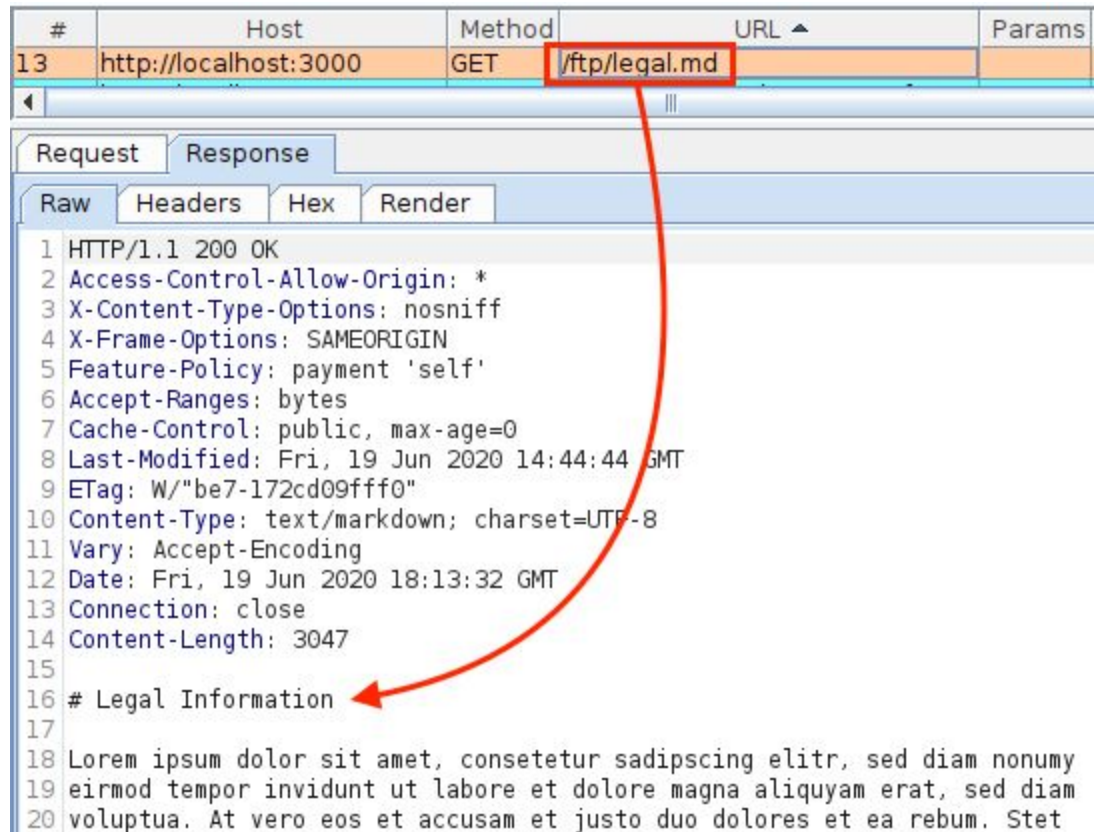 # Host Method URL Params
13 http://localhost:3000 GET /ftp/legal.md
Request Response
Raw Headers Hex Render
1 HTTP/1.1 200 OK
2 Access-Control-Allow-Origin: *
3 X-Content-Type-Options: nosniff
4 X-Frame-Options: SAMEORIGIN
5 Feature-Policy: payment 'self'
6 Accept-Ranges: bytes
7 Cache-Control: public, max-age=0
8 Last-Modified: Fri, 19 Jun 2020 14:44:44 GMT
9 ETag: W/"be7-172cd09fff0"
10 Content-Type: text/markdown; charset=UTF-8
11 Vary: Accept-Encoding
12 Date: Fri, 19 Jun 2020 18:13:32 GMT
13 Connection: close
14 Content-Length: 3047
15
16 # Legal Information
17
18 Lorem ipsum dolor sit amet, consetetur sadipscing elitr, sed diam nonumy
19 eirmod tempor invidunt ut labore et dolore magna aliquyam erat, sed diam
20 voluptua. At vero eos et accusam et justo duo dolores et ea rebum. Stet